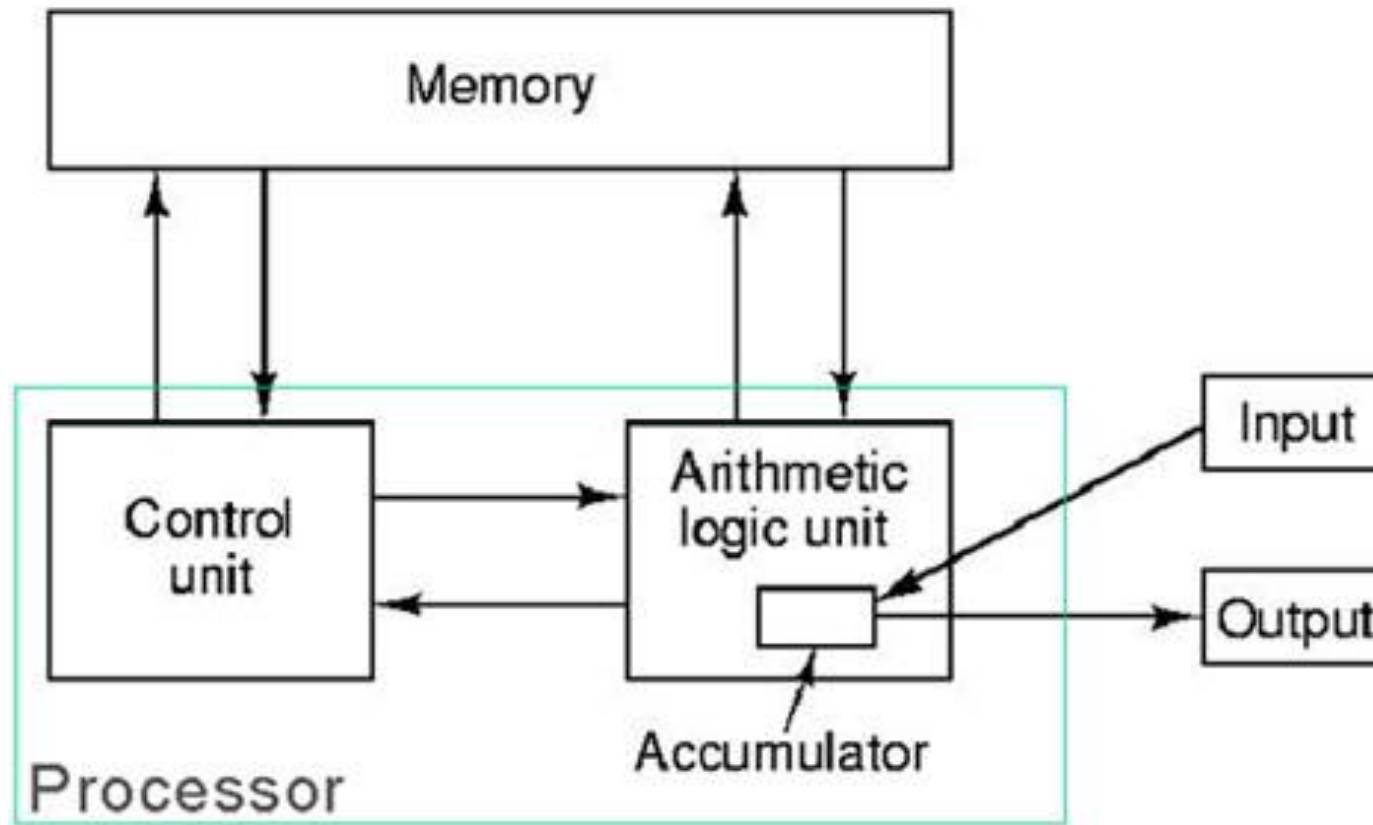 Memory
Control
unit
Arithmetic
logic unit
Input
Output
Accumulator
Processor